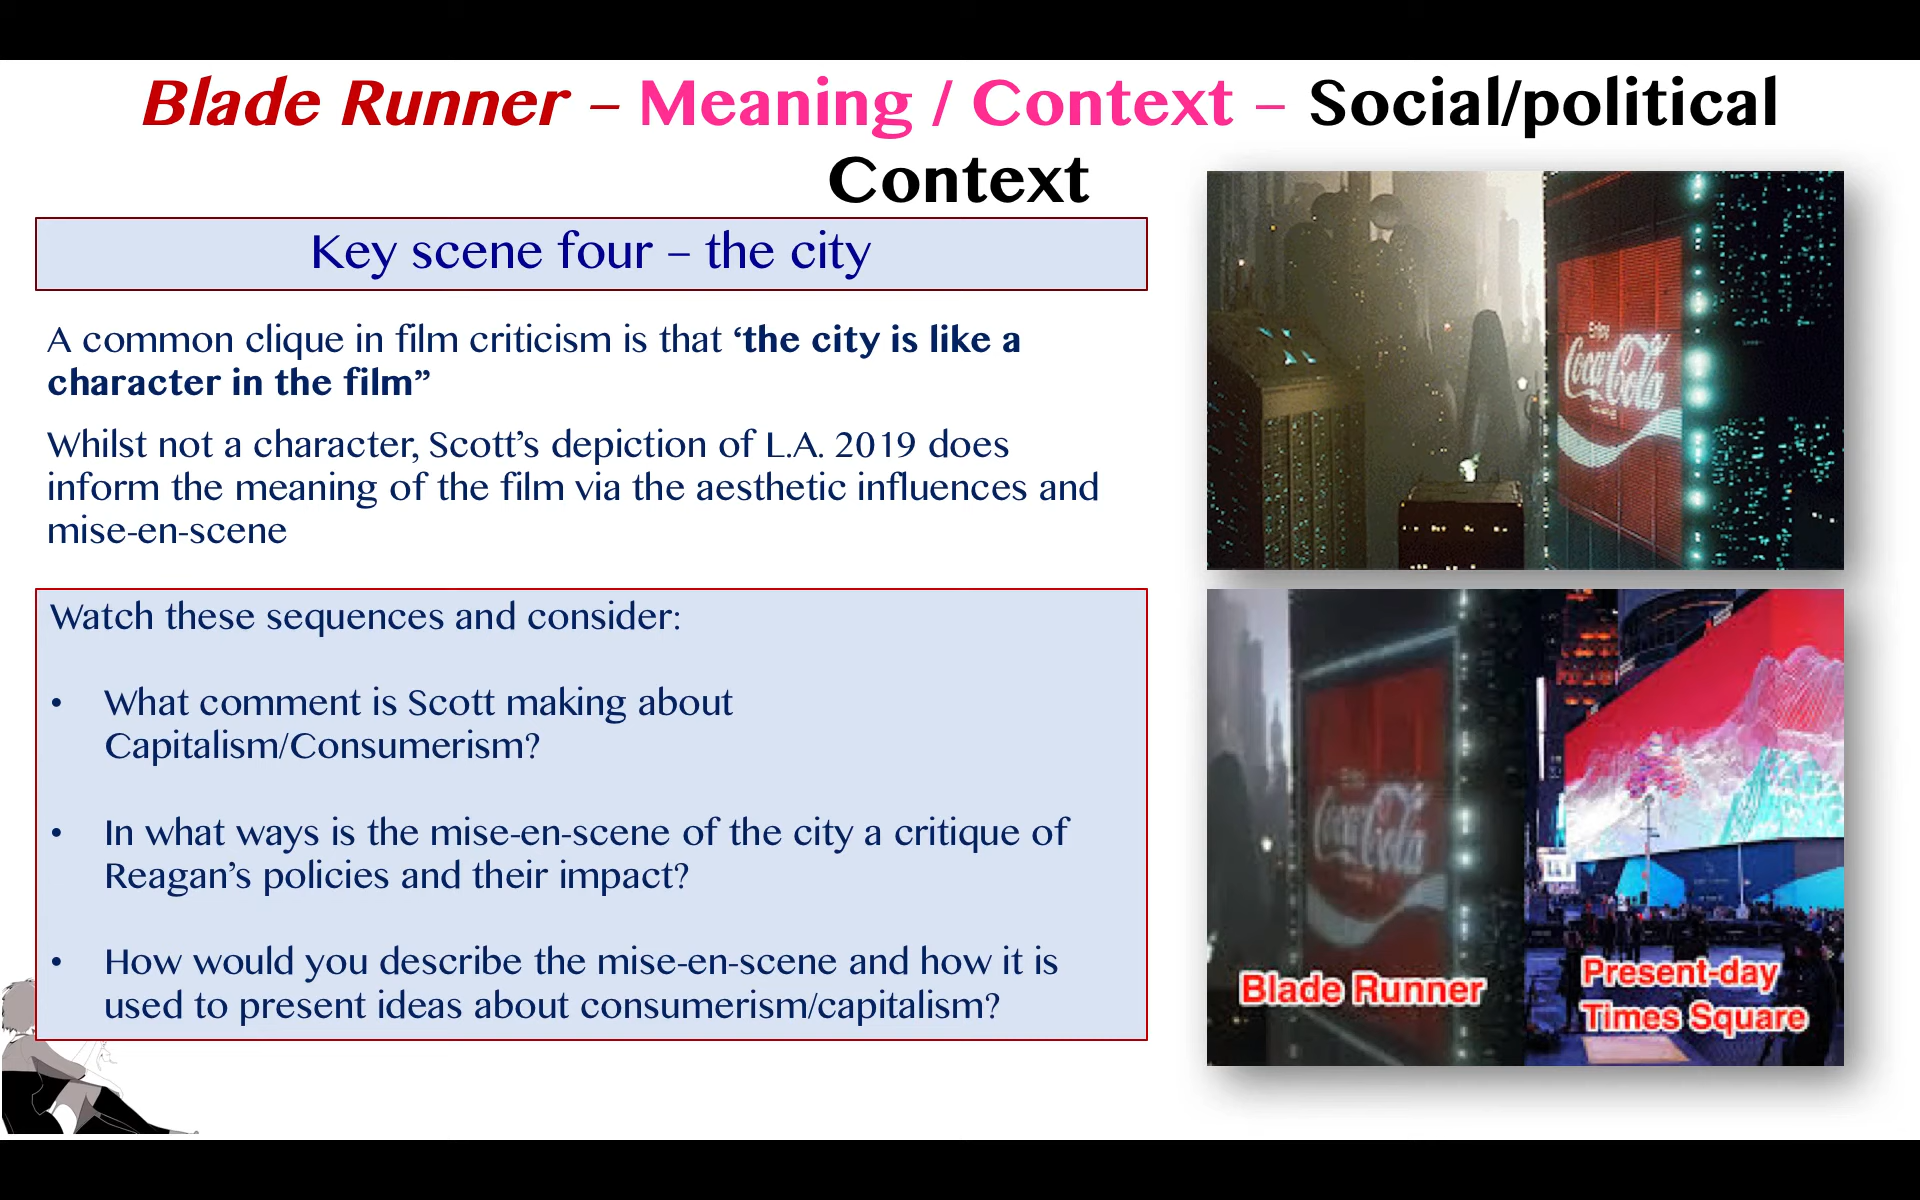 Blade Runner – Meaning / Context – Social/political
Context
Key scene four – the city
A common clique in film criticism is that ‘the city is like a
character in the film”
Whilst not a character, Scott’s depiction of L.A. 2019 does
inform the meaning of the film via the aesthetic influences and
mise-en-scene
Watch these sequences and consider:
• What comment is Scott making about
Capitalism/Consumerism?
• In what ways is the mise-en-scene of the city a critique of
Reagan’s policies and their impact?
• How would you describe the mise-en-scene and how it is
used to present ideas about consumerism/capitalism?
Enjoy
Coca-Cola
Enjoy
Coca-Cola
Blade Runner
Present-day
Times Square